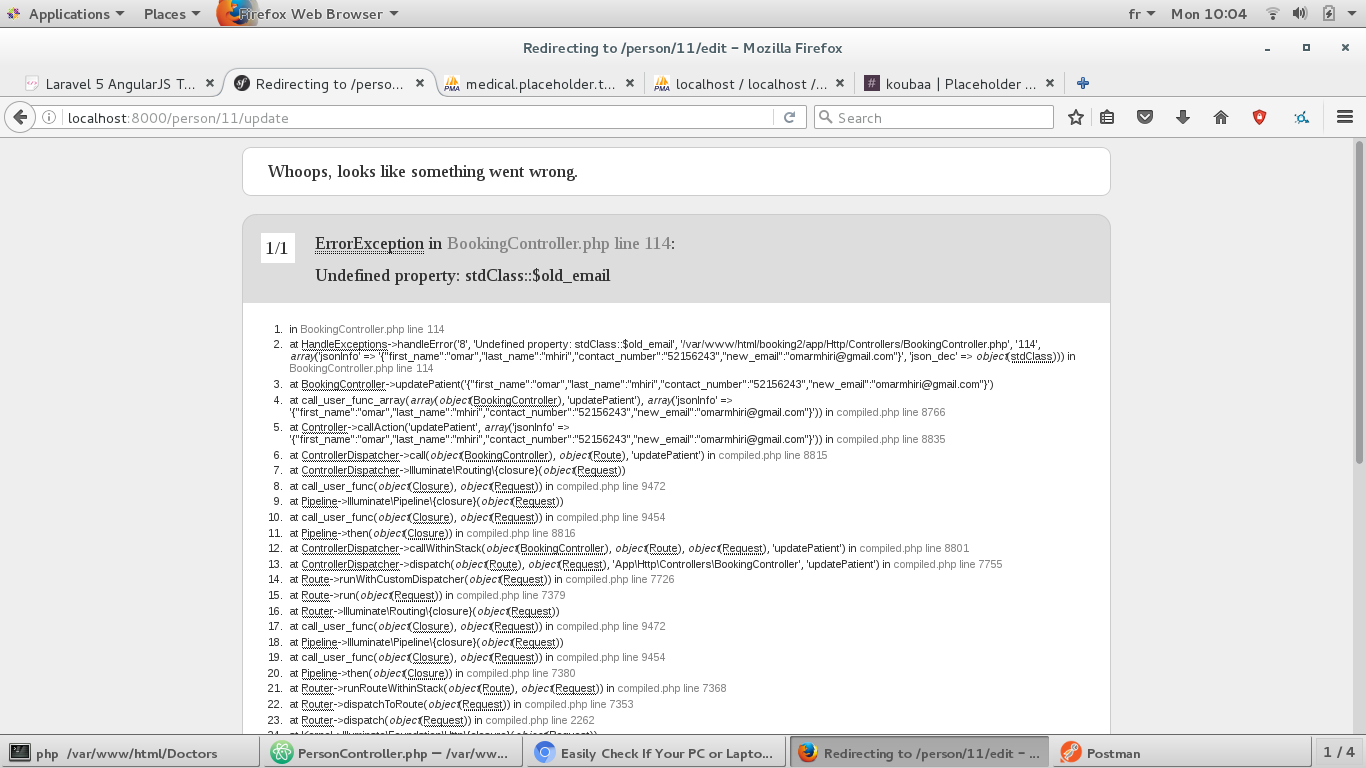 Applications Places Firefox Web Browser fr Mon 10:04
Redirecting to /person/11/edit - Mozilla Firefox
Laravel 5 AngularJS T... Redirecting to /perso... medical.placeholder.t... localhost / localhost /... koubaa | Placeholder ...
localhost:8000/person/11/update Search
Whoops, looks like something went wrong.
1/1 ErrorException in BookingController.php line 114:
Undefined property: stdClass::$old_email
1. in BookingController.php line 114
2. at HandleExceptions->handleError('8', 'Undefined property: stdClass::$old_email', '/var/www/html/booking2/app/Http/Controllers/BookingController.php', '114',
array('jsonInfo' => '{"first_name":"omar","last_name":"mhiri","contact_number":"52156243","new_email":"omarmhiri@gmail.com"}', 'json_dec' => object(stdClass))) in
BookingController.php line 114
3. at BookingController->updatePatient('{"first_name":"omar","last_name":"mhiri","contact_number":"52156243","new_email":"omarmhiri@gmail.com"}')
4. at call_user_func_array(array(object(BookingController), 'updatePatient'), array('jsonInfo' =>
'{"first_name":"omar","last_name":"mhiri","contact_number":"52156243","new_email":"omarmhiri@gmail.com"}')) in compiled.php line 8766
5. at Controller->callAction('updatePatient', array('jsonInfo' =>
'{"first_name":"omar","last_name":"mhiri","contact_number":"52156243","new_email":"omarmhiri@gmail.com"}')) in compiled.php line 8835
6. at ControllerDispatcher->call(object(BookingController), object(Route), 'updatePatient') in compiled.php line 8815
7. at ControllerDispatcher->Illuminate\Routing\{closure}(object(Request))
8. at call_user_func(object(Closure), object(Request)) in compiled.php line 9472
9. at Pipeline->Illuminate\Pipeline\{closure}(object(Request))
10. at call_user_func(object(Closure), object(Request)) in compiled.php line 9454
11. at Pipeline->then(object(Closure)) in compiled.php line 8816
12. at ControllerDispatcher->callWithinStack(object(BookingController), object(Route), object(Request), 'updatePatient') in compiled.php line 8801
13. at ControllerDispatcher->dispatch(object(Route), object(Request), 'App\Http\Controllers\BookingController', 'updatePatient') in compiled.php line 7755
14. at Route->runWithCustomDispatcher(object(Request)) in compiled.php line 7726
15. at Route->run(object(Request)) in compiled.php line 7379
16. at Router->Illuminate\Routing\{closure}(object(Request))
17. at call_user_func(object(Closure), object(Request)) in compiled.php line 9472
18. at Pipeline->Illuminate\Pipeline\{closure}(object(Request))
19. at call_user_func(object(Closure), object(Request)) in compiled.php line 9454
20. at Pipeline->then(object(Closure)) in compiled.php line 7380
21. at Router->runRouteWithinStack(object(Route), object(Request)) in compiled.php line 7368
22. at Router->dispatchToRoute(object(Request)) in compiled.php line 7353
23. at Router->dispatch(object(Request)) in compiled.php line 2262
php /var/www/html/Doctors PersonController.php — /var/ww... Easily Check If Your PC or Lapto... Redirecting to /person/11/edit - ... Postman 1 / 4